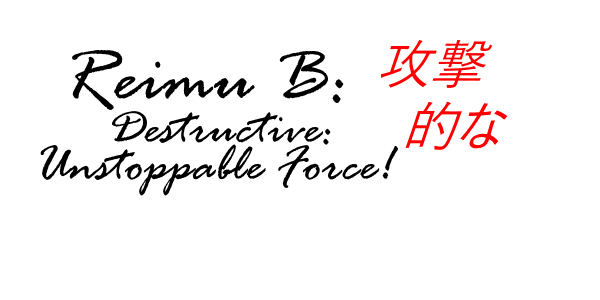 Reimu B:
Destructive:
Unstoppable Force!
攻撃
的な